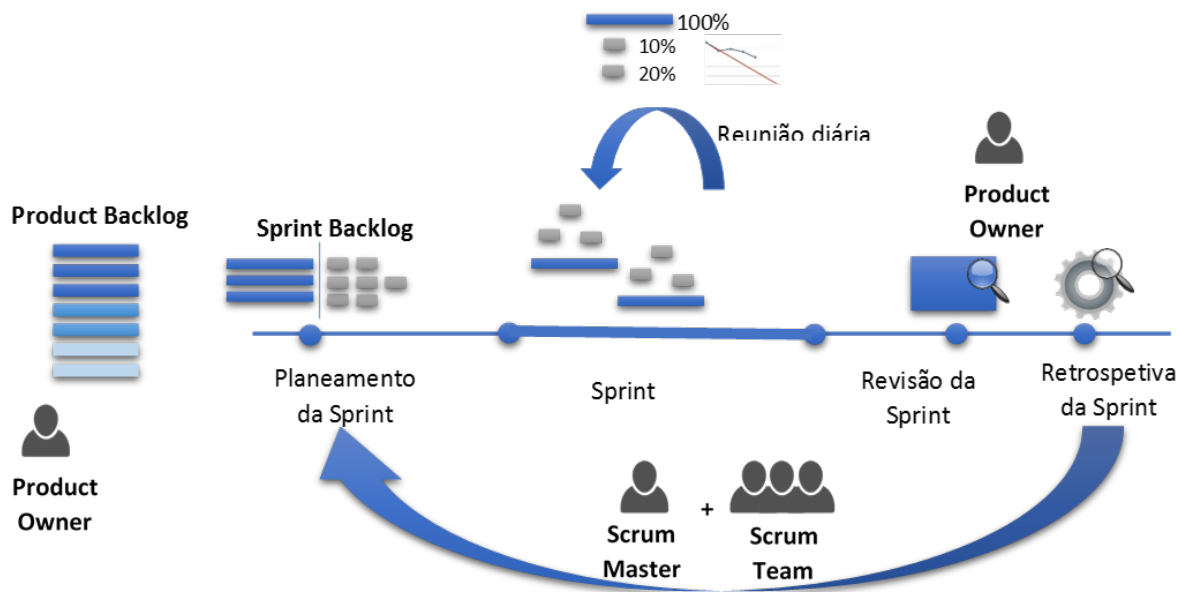 100%
10%
20%
Reunião diária
Product
Owner
Product Backlog
Sprint Backlog
Planeamento
da Sprint
Sprint
Revisão da
Sprint
Retrospetiva
da Sprint
Product
Owner
Scrum
Master
+
Scrum
Team